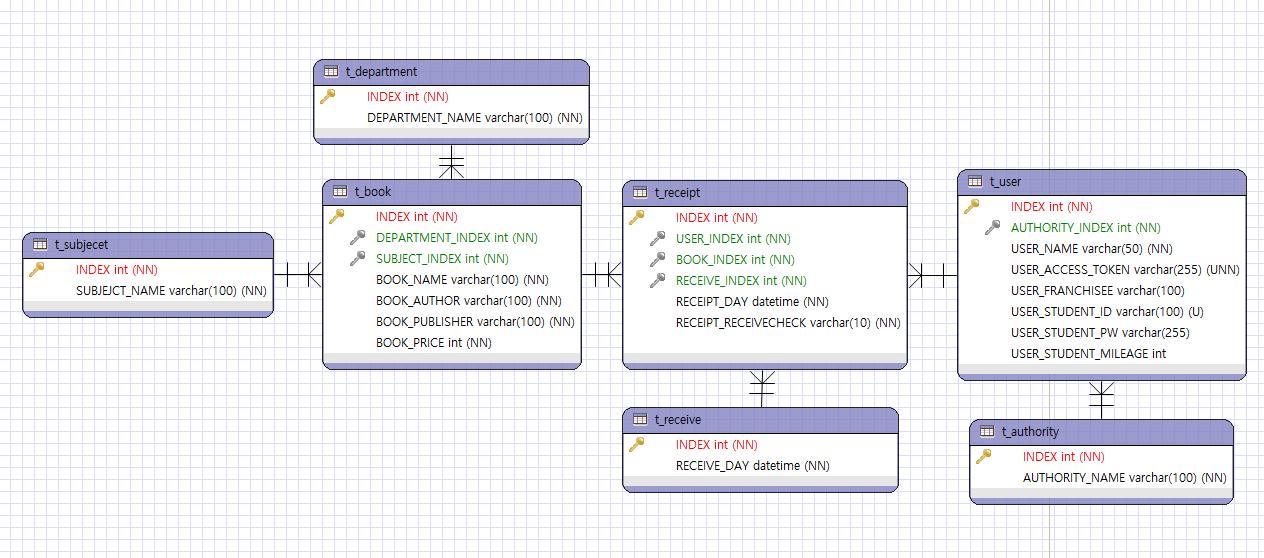 t_department
INDEX int (NN)
DEPARTMENT_NAME varchar(100) (NN)
t_subjecet
INDEX int (NN)
SUBEJCT_NAME varchar(100) (NN)
t_book
INDEX int (NN)
DEPARTMENT_INDEX int (NN)
SUBJECT_INDEX int (NN)
BOOK_NAME varchar(100) (NN)
BOOK_AUTHOR varchar(100) (NN)
BOOK_PUBLISHER varchar(100) (NN)
BOOK_PRICE int (NN)
t_receipt
INDEX int (NN)
USER_INDEX int (NN)
BOOK_INDEX int (NN)
RECEIVE_INDEX int (NN)
RECEIPT_DAY datetime (NN)
RECEIPT_RECEIVECHECK varchar(10) (NN)
t_receive
INDEX int (NN)
RECEIVE_DAY datetime (NN)
t_user
INDEX int (NN)
AUTHORITY_INDEX int (NN)
USER_NAME varchar(50) (NN)
USER_ACCESS_TOKEN varchar(255) (UNN)
USER_FRANCHISEE varchar(100)
USER_STUDENT_ID varchar(100) (U)
USER_STUDENT_PW varchar(255)
USER_STUDENT_MILEAGE int
t_authority
INDEX int (NN)
AUTHORITY_NAME varchar(100) (NN)